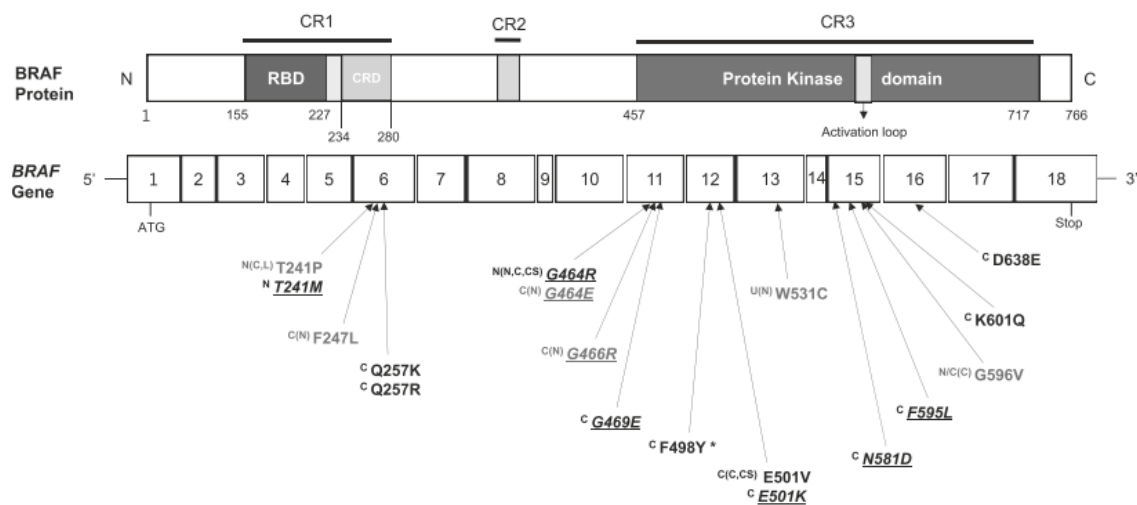 CR1 CR2 CR3
BRAF Protein N RBD CRD Protein Kinase domain C
1 155 227 234 280 457 Activation loop 717 766
BRAF Gene 5' 1 2 3 4 5 6 7 8 9 10 11 12 13 14 15 16 17 18 3'
ATG Stop
N(C,L) T241P
N T241M
C(N) F247L
C Q257K
C Q257R
N(N,C,CS) G464R
C(N) G464E
C(N) G466R
C G469E
C F498Y *
C(C,CS) E501V
C E501K
U(N) W531C
C N581D
C F595L
N/C(C) G596V
C K601Q
C D638E